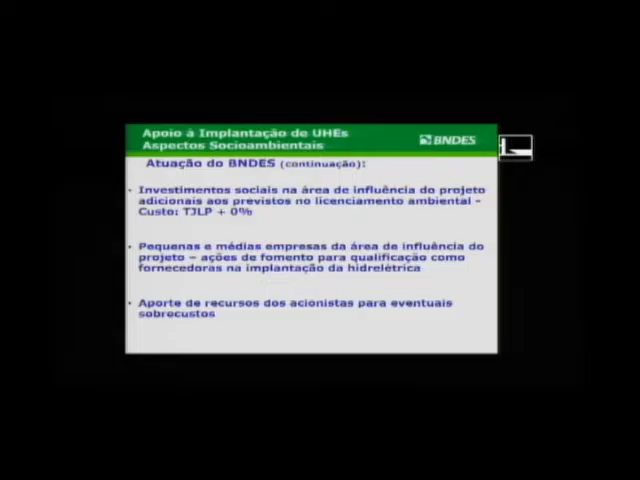 Apoio à Implantação de UHEs
Aspectos Socioambientais
BNDES
Atuação do BNDES (continuação):
• Investimentos sociais na área de influência do projeto
adicionais aos previstos no licenciamento ambiental -
Custo: TJLP + 0%
• Pequenas e médias empresas da área de influência do
projeto – ações de fomento para qualificação como
fornecedoras na implantação da hidrelétrica
• Aporte de recursos dos acionistas para eventuais
sobrecustos